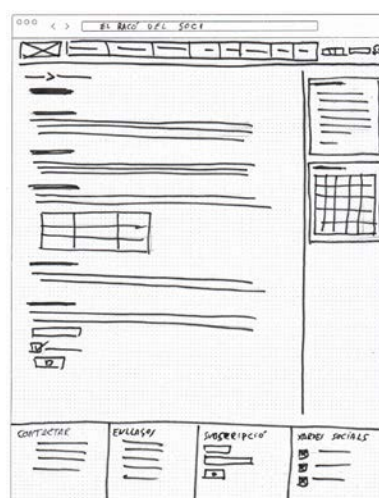 EL RACÓ DEL SOCI
CONTACTAR
ENLLAÇOS
SUBSCRIPCIÓ
XARXES SOCIALS